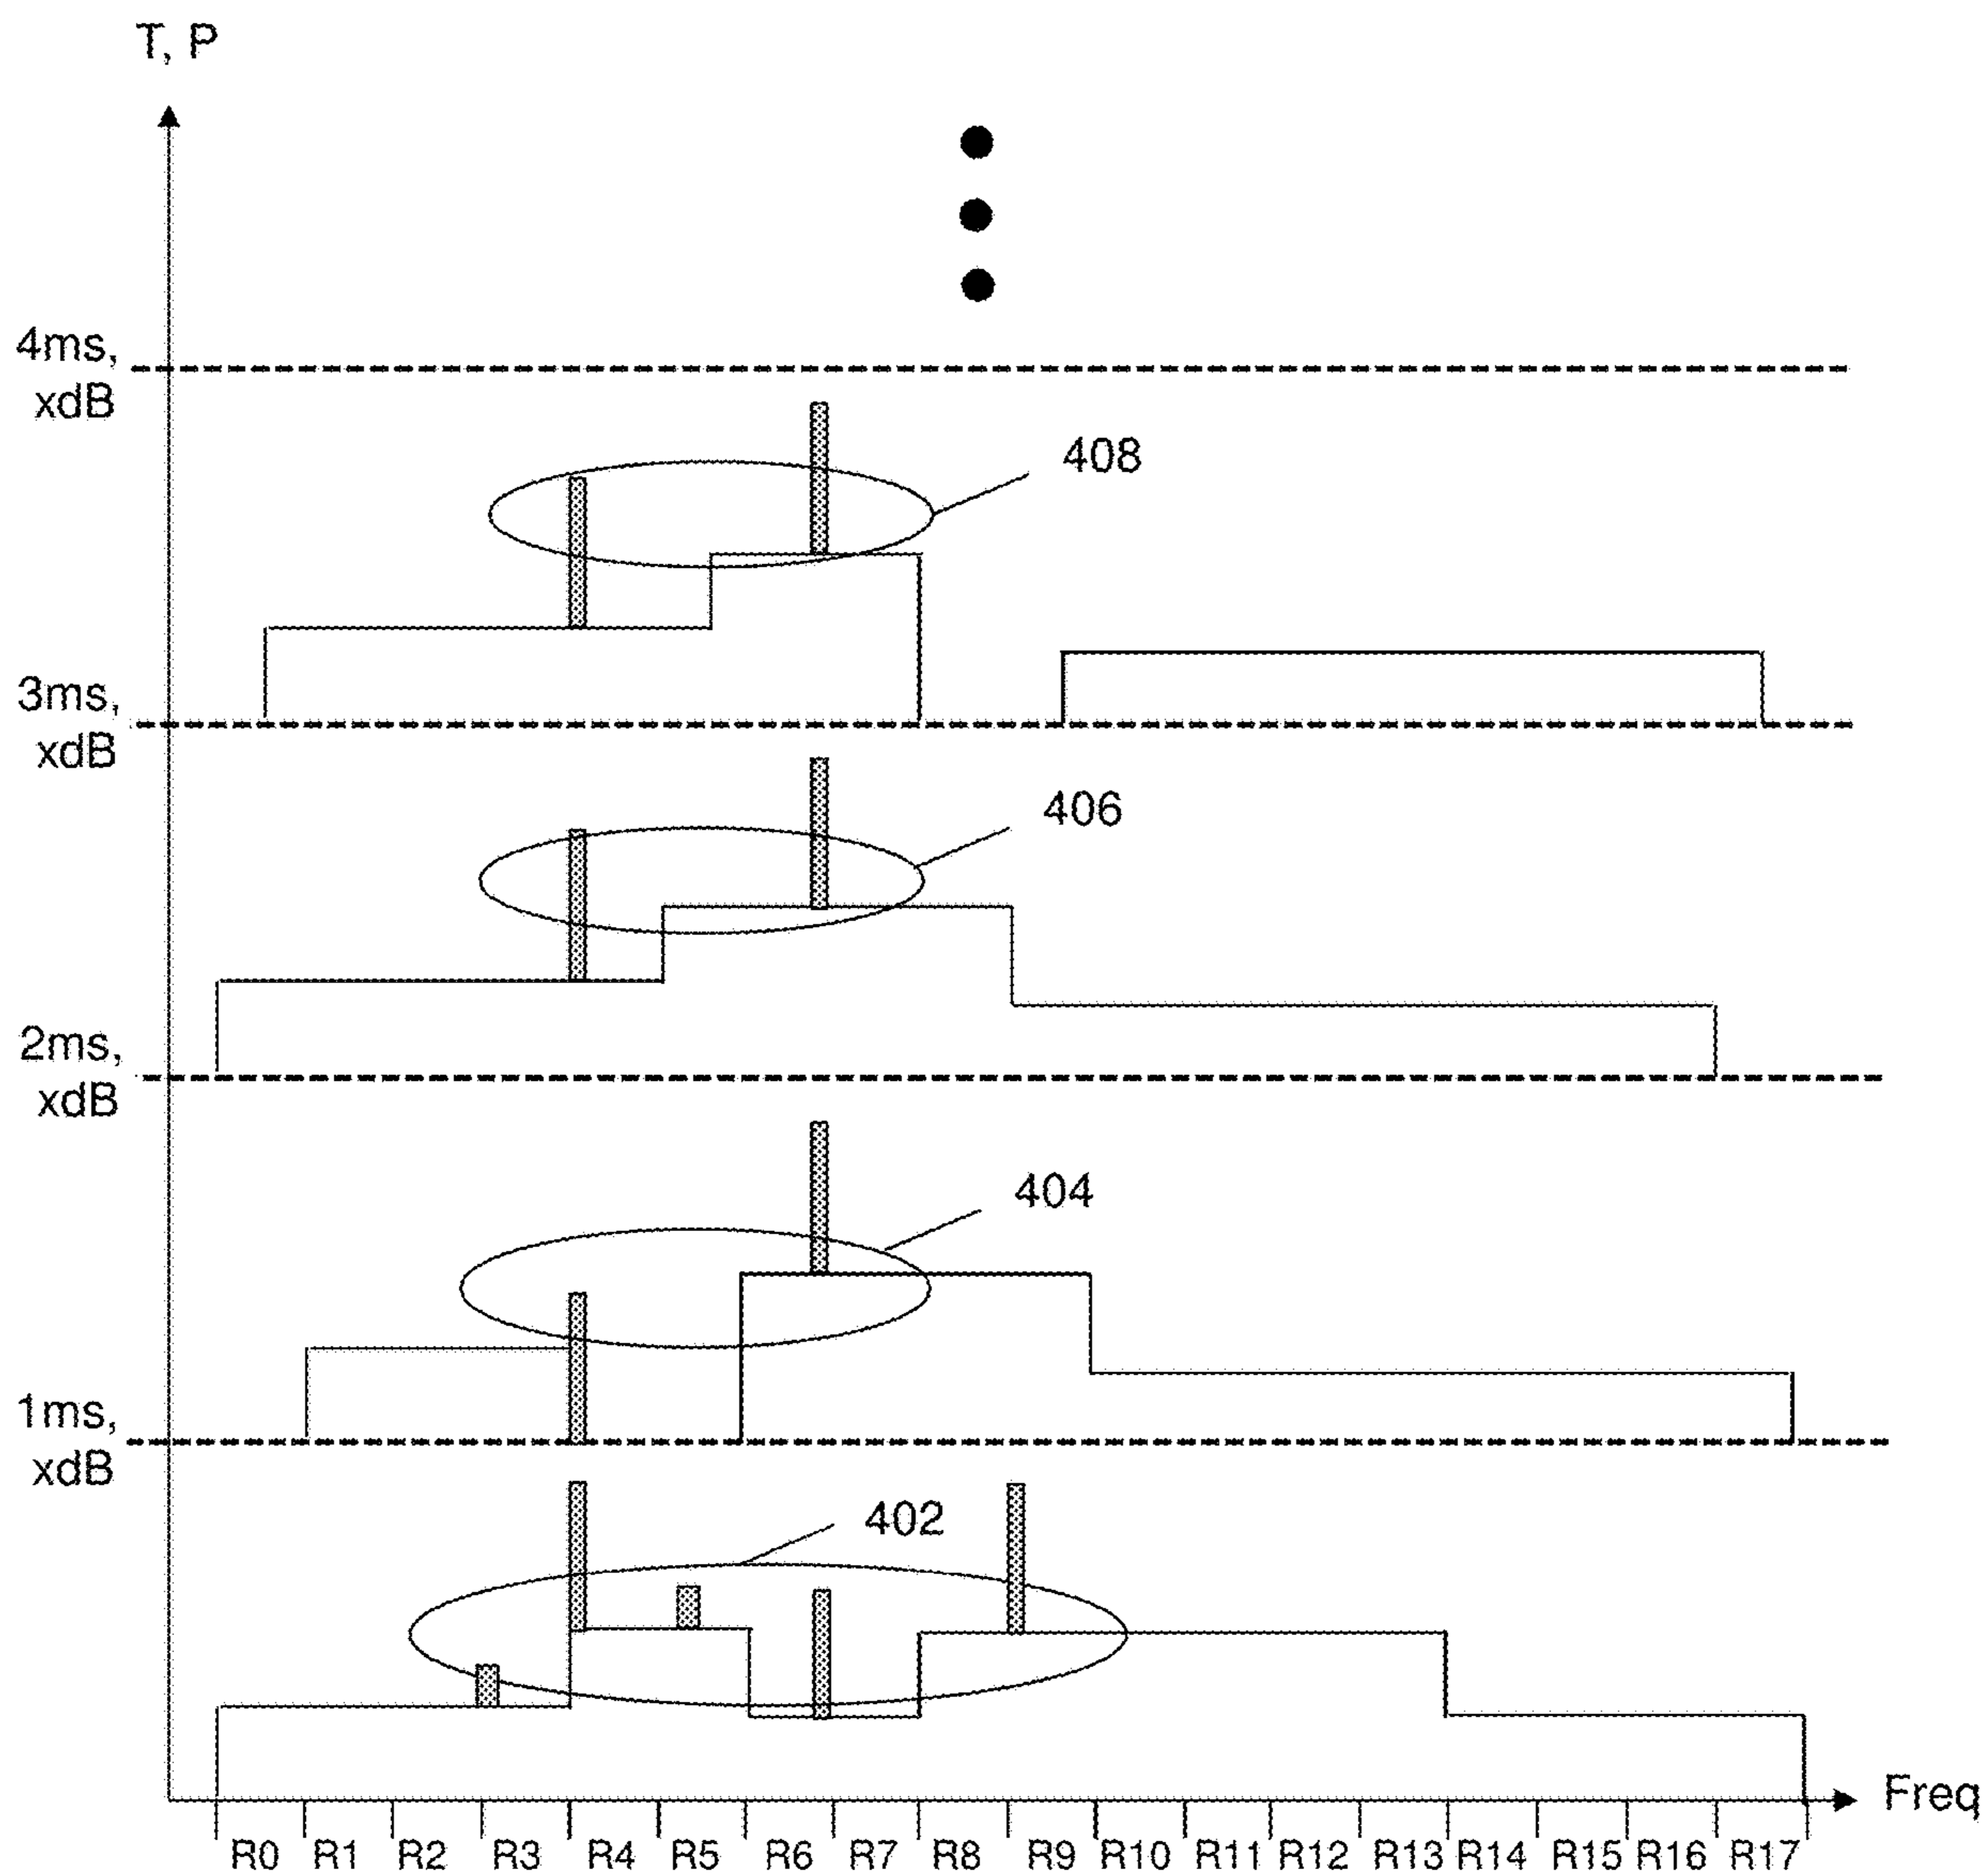 T, P
4ms,
xdB
408
3ms,
xdB
406
2ms,
xdB
404
1ms,
xdB
402
Freq
R0 R1 R2 R3 R4 R5 R6 R7 R8 R9 R10 R11 R12 R13 R14 R15 R16 R17